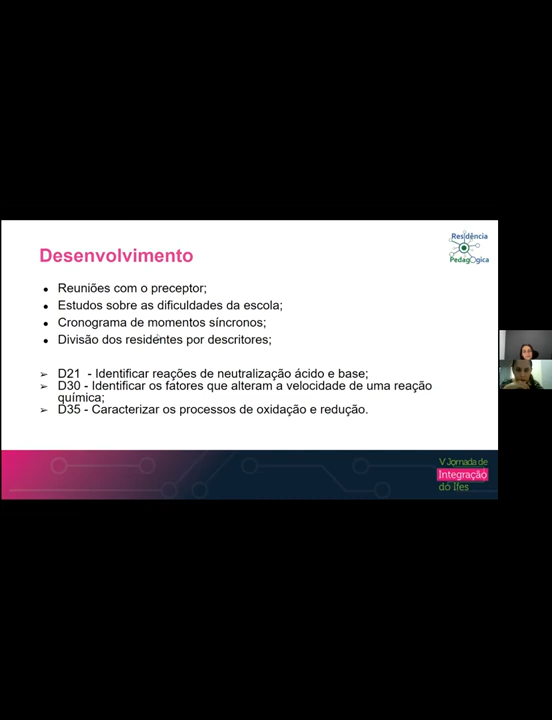 Residência
Pedagógica
Desenvolvimento
● Reuniões com o preceptor;
● Estudos sobre as dificuldades da escola;
● Cronograma de momentos síncronos;
● Divisão dos residentes por descritores;
➢ D21 - Identificar reações de neutralização ácido e base;
➢ D30 - Identificar os fatores que alteram a velocidade de uma reação
química;
➢ D35 - Caracterizar os processos de oxidação e redução.
V Jornada de
Integração
do Ifes